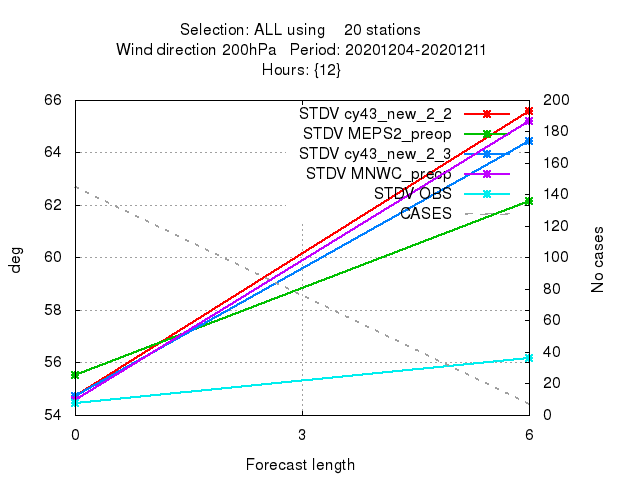 Selection: ALL using    20 stations
Wind direction 200hPa   Period: 20201204-20201211
Hours: {12}
66
64
62
60
58
56
54
200
180
160
140
120
100
80
60
40
20
0
STDV cy43_new_2_2
STDV MEPS2_preop
STDV cy43_new_2_3
STDV MNWC_preop
STDV OBS
CASES
deg
No cases
0
3
6
Forecast length